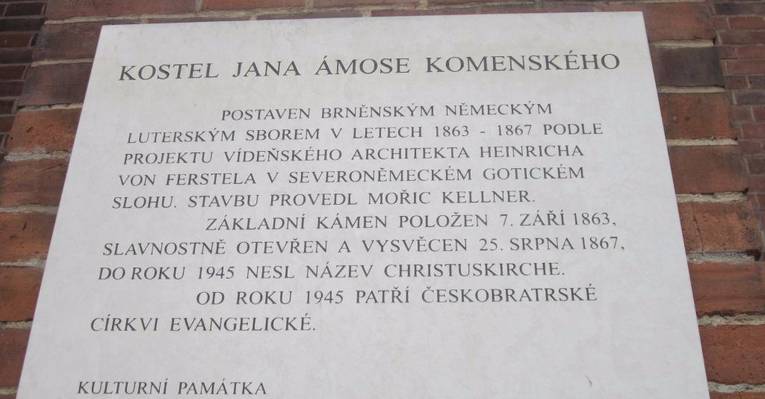 KOSTEL JANA ÁMOSE KOMENSKÉHO
POSTAVEN BRNĚNSKÝM NĚMECKÝM
LUTERSKÝM SBOREM V LETECH 1863 - 1867 PODLE
PROJEKTU VÍDEŇSKÉHO ARCHITEKTA HEINRICHA
VON FERSTELA V SEVERONĚMECKÉM GOTICKÉM
SLOHU. STAVBU PROVEDL MOŘIC KELLNER.
ZÁKLADNÍ KÁMEN POLOŽEN 7. ZÁŘÍ 1863,
SLAVNOSTNĚ OTEVŘEN A VYSVĚCEN 25. SRPNA 1867,
DO ROKU 1945 NESL NÁZEV CHRISTUSKIRCHE.
OD ROKU 1945 PATŘÍ ČESKOBRATRSKÉ
CÍRKVI EVANGELICKÉ.
KULTURNÍ PAMÁTKA